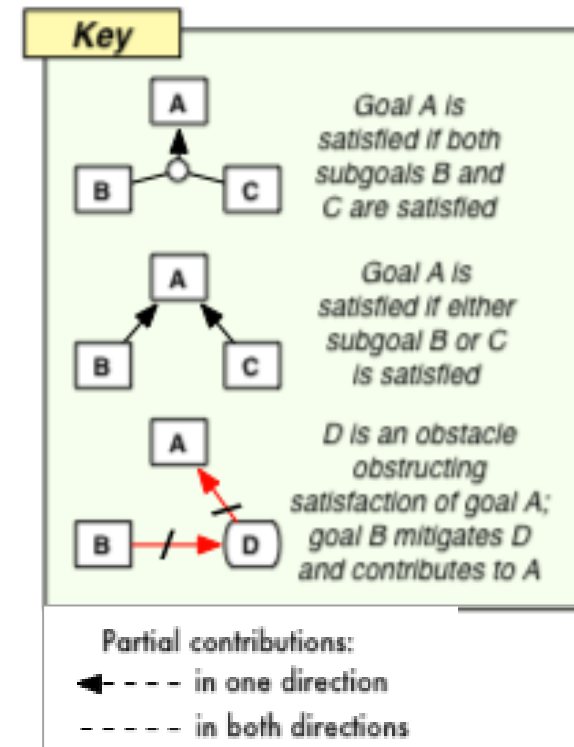 Key
A
B
C
Goal A is
satisfied if both
subgoals B and
C are satisfied
A
B
C
Goal A is
satisfied if either
subgoal B or C
is satisfied
A
B
D
D is an obstacle
obstructing
satisfaction of goal A;
goal B mitigates D
and contributes to A
Partial contributions:
in one direction
in both directions